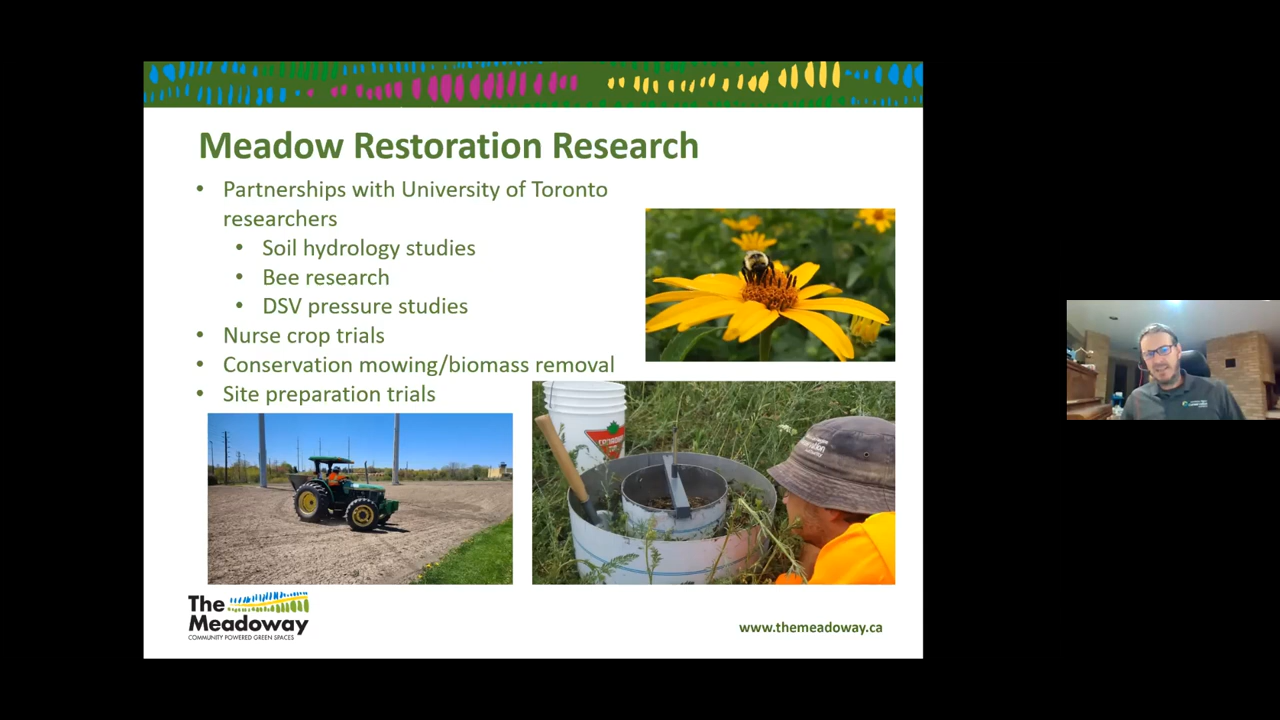 Meadow Restoration Research
• Partnerships with University of Toronto
researchers
• Soil hydrology studies
• Bee research
• DSV pressure studies
• Nurse crop trials
• Conservation mowing/biomass removal
• Site preparation trials
The
Meadoway
COMMUNITY POWERED GREEN SPACES
www.themeadoway.ca